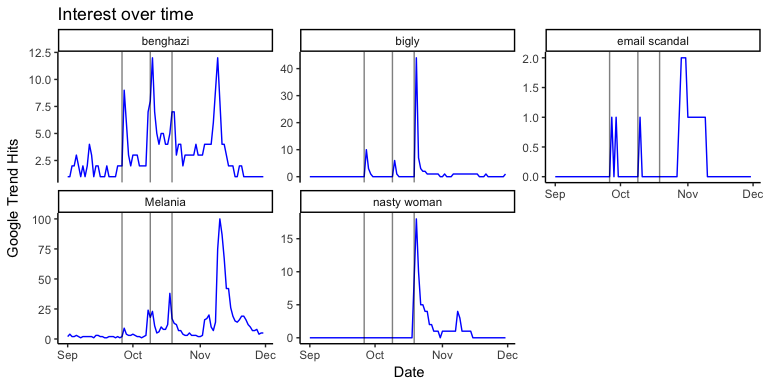 Interest over time
benghazi
bigly
email scandal
12.5
10.0
7.5
5.0
2.5
40
30
20
10
0
2.0
1.5
1.0
0.5
0.0
Sep Oct Nov Dec
Google Trend Hits
Melania
nasty woman
100
75
50
25
0
15
10
5
0
Sep Oct Nov Dec
Sep Oct Nov Dec
Date